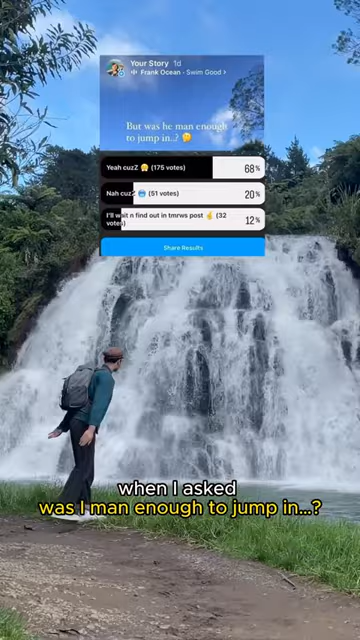 Your Story 1d
Frank Ocean · Swim Good >
But was he man enough
to jump in..? 🤔
Yeah cuzZ 😤 (175 votes) 68%
Nah cuzZ 🥶 (51 votes) 20%
I'll wait n find out in tmrws post 🤞 (32
votes) 12%
Share Results
when I asked
was I man enough to jump in...?